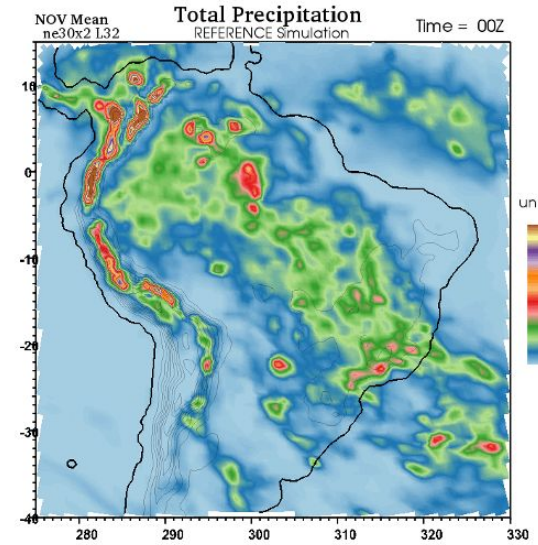 NOV Mean
Total Precipitation
ne30x2 L32
REFERENCE Simulation
Time = 00Z
10
0
-10
-20
-30
-40
280
290
300
310
320
330
un